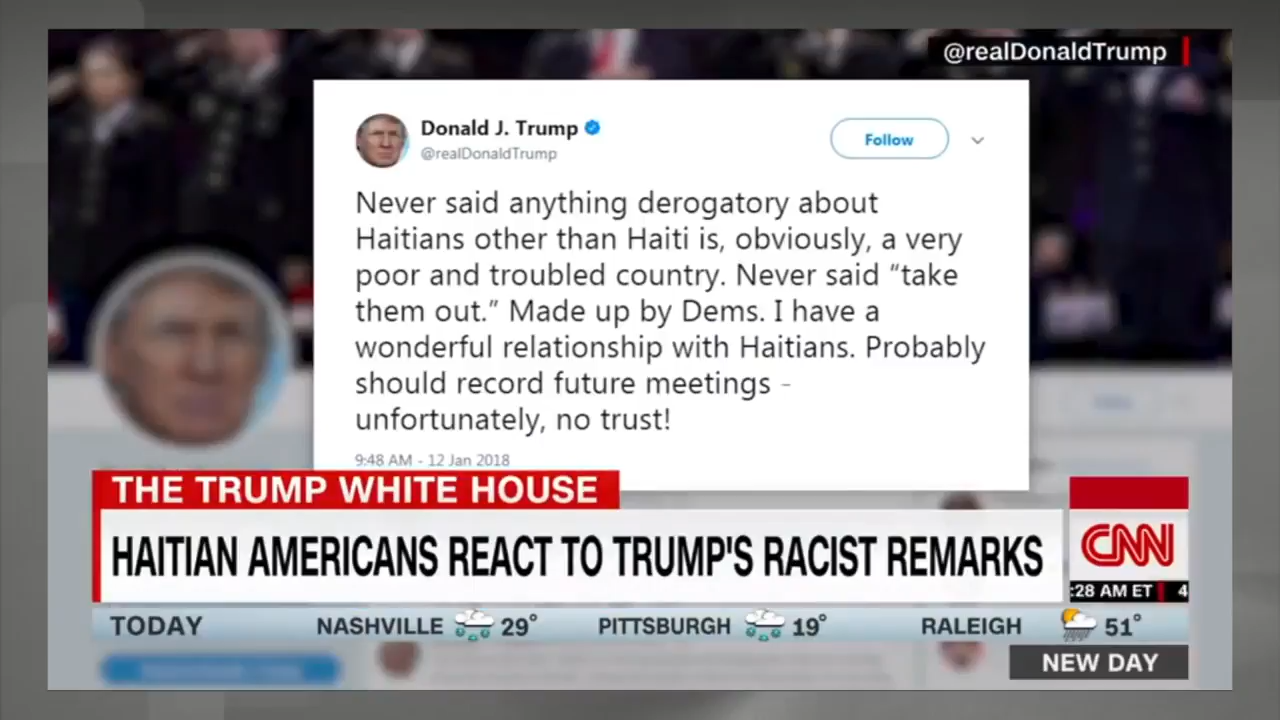 @realDonaldTrump
Donald J. Trump
@realDonaldTrump
Follow
Never said anything derogatory about
Haitians other than Haiti is, obviously, a very
poor and troubled country. Never said “take
them out.” Made up by Dems. I have a
wonderful relationship with Haitians. Probably
should record future meetings -
unfortunately, no trust!
9:48 AM - 12 Jan 2018
THE TRUMP WHITE HOUSE
HAITIAN AMERICANS REACT TO TRUMP'S RACIST REMARKS
CNN
:28 AM ET 4
TODAY NASHVILLE 29° PITTSBURGH 19° RALEIGH 51°
NEW DAY